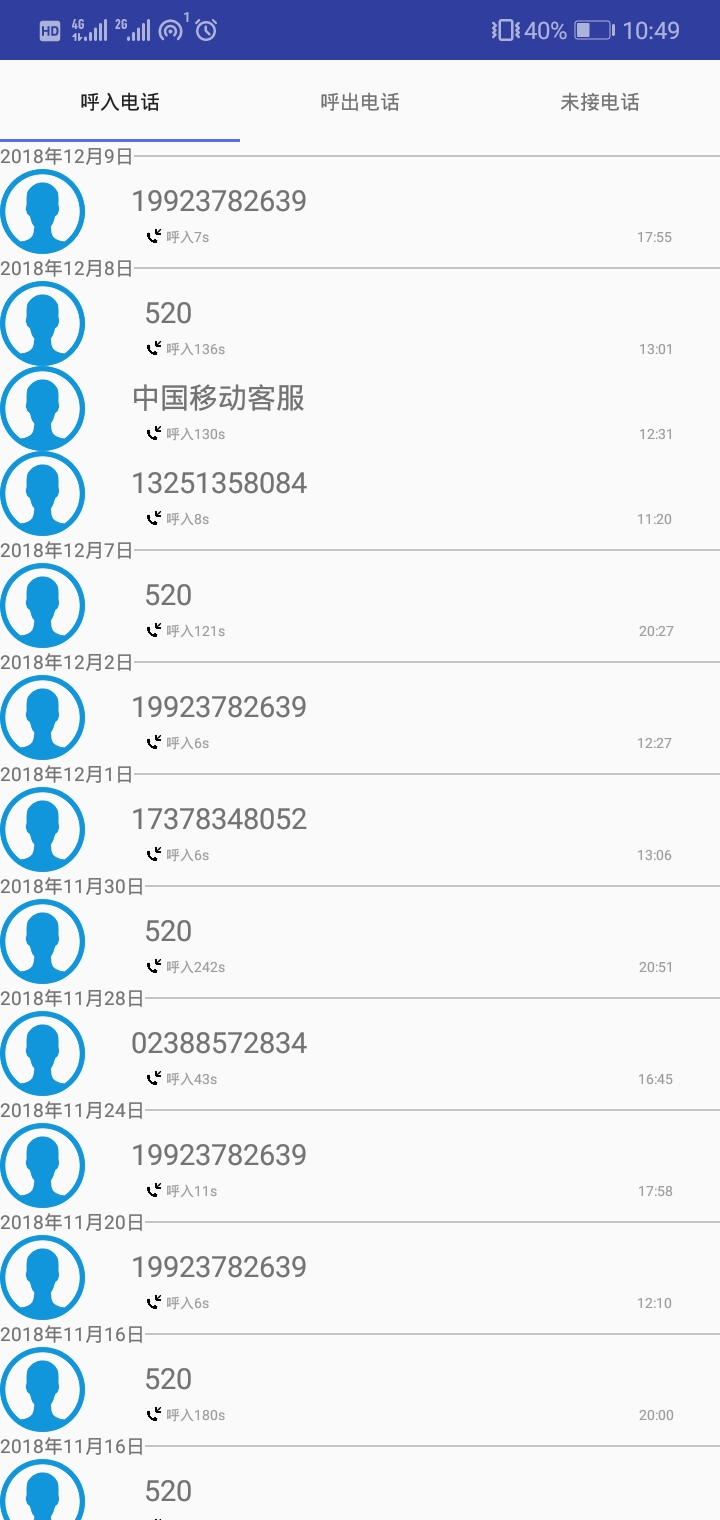 HD 4G 2G 1 40% 10:49
呼入电话 呼出电话 未接电话
2018年12月9日
19923782639
呼入7s 17:55
2018年12月8日
520
呼入136s 13:01
中国移动客服
呼入130s 12:31
13251358084
呼入8s 11:20
2018年12月7日
520
呼入121s 20:27
2018年12月2日
19923782639
呼入6s 12:27
2018年12月1日
17378348052
呼入6s 13:06
2018年11月30日
520
呼入242s 20:51
2018年11月28日
02388572834
呼入43s 16:45
2018年11月24日
19923782639
呼入11s 17:58
2018年11月20日
19923782639
呼入6s 12:10
2018年11月16日
520
呼入180s 20:00
2018年11月16日
520